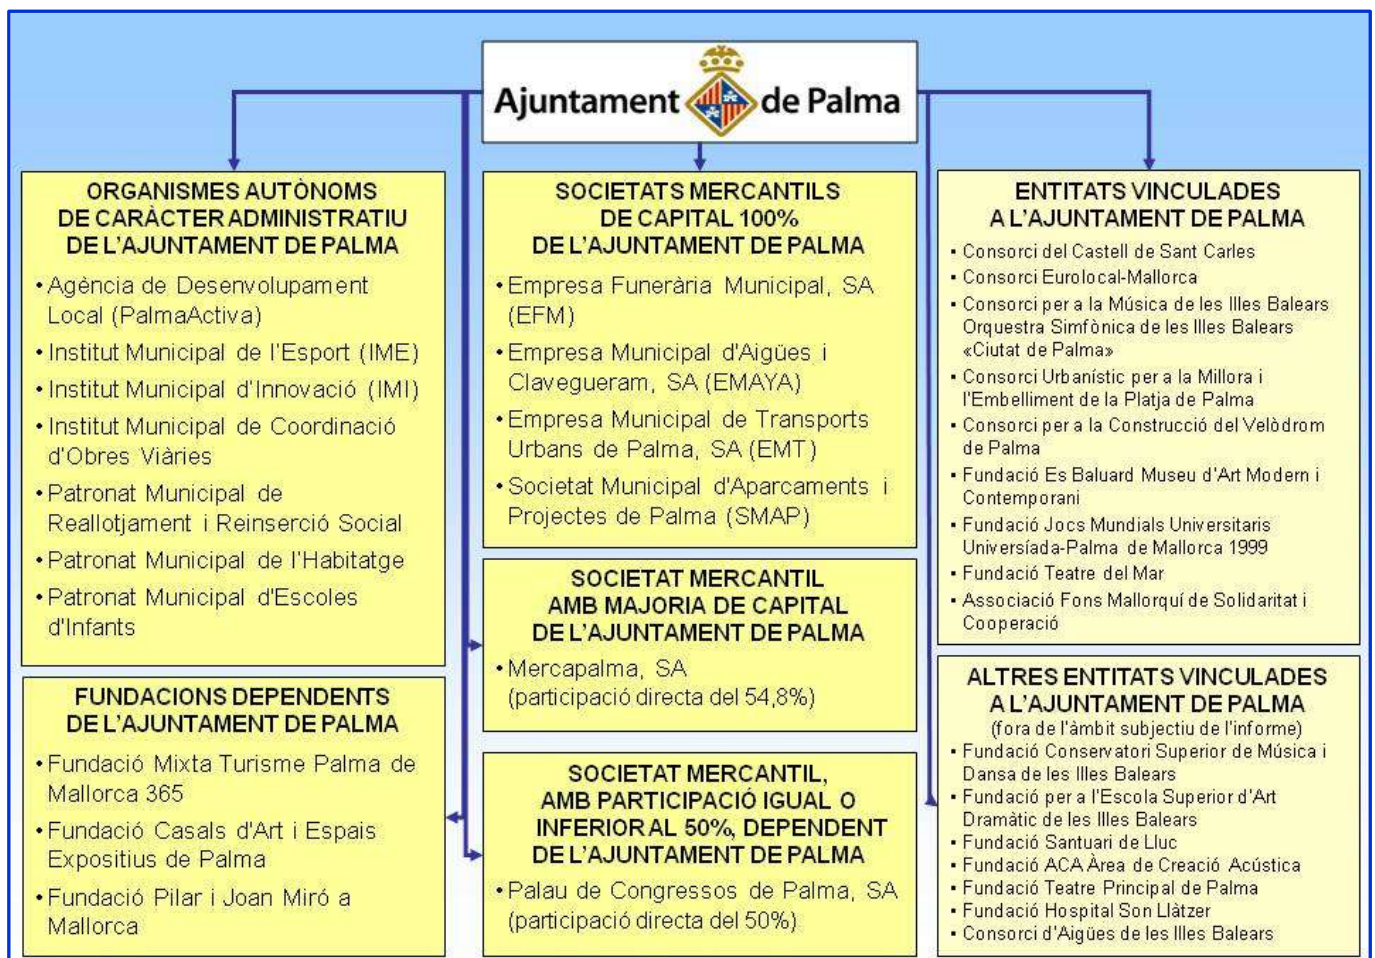 Ajuntament de Palma
ORGANISMES AUTÒNOMS
DE CARÀCTER ADMINISTRATIU
DE L'AJUNTAMENT DE PALMA
• Agència de Desenvolupament
Local (PalmaActiva)
• Institut Municipal de l'Esport (IME)
• Institut Municipal d'Innovació (IMI)
• Institut Municipal de Coordinació
d'Obres Viàries
• Patronat Municipal de
Reallotjament i Reinserció Social
• Patronat Municipal de l'Habitatge
• Patronat Municipal d'Escoles
d'Infants
FUNDACIONS DEPENDENTS
DE L'AJUNTAMENT DE PALMA
• Fundació Mixta Turisme Palma de
Mallorca 365
• Fundació Casals d'Art i Espais
Expositius de Palma
• Fundació Pilar i Joan Miró a
Mallorca
SOCIETATS MERCANTILS
DE CAPITAL 100%
DE L'AJUNTAMENT DE PALMA
• Empresa Funerària Municipal, SA
(EFM)
• Empresa Municipal d'Aigües i
Clavegueram, SA (EMAYA)
• Empresa Municipal de Transports
Urbans de Palma, SA (EMT)
• Societat Municipal d'Aparcaments i
Projectes de Palma (SMAP)
SOCIETAT MERCANTIL
AMB MAJORIA DE CAPITAL
DE L'AJUNTAMENT DE PALMA
• Mercapalma, SA
(participació directa del 54,8%)
SOCIETAT MERCANTIL,
AMB PARTICIPACIÓ IGUAL O
INFERIOR AL 50%, DEPENDENT
DE L'AJUNTAMENT DE PALMA
• Palau de Congressos de Palma, SA
(participació directa del 50%)
ENTITATS VINCULADES
A L'AJUNTAMENT DE PALMA
▪ Consorci del Castell de Sant Carles
▪ Consorci Eurolocal-Mallorca
▪ Consorci per a la Música de les Illes Balears
Orquestra Simfònica de les Illes Balears
«Ciutat de Palma»
▪ Consorci Urbanístic per a la Millora i
l'Embelliment de la Platja de Palma
▪ Consorci per a la Construcció del Velòdrom
de Palma
▪ Fundació Es Baluard Museu d'Art Modern i
Contemporani
▪ Fundació Jocs Mundials Universitaris
Universíada-Palma de Mallorca 1999
▪ Fundació Teatre del Mar
▪ Associació Fons Mallorquí de Solidaritat i
Cooperació
ALTRES ENTITATS VINCULADES
A L'AJUNTAMENT DE PALMA
(fora de l'àmbit subjectiu de l'informe)
▪ Fundació Conservatori Superior de Música i
Dansa de les Illes Balears
▪ Fundació per a l'Escola Superior d'Art
Dramàtic de les Illes Balears
▪ Fundació Santuari de Lluc
▪ Fundació ACA Àrea de Creació Acústica
▪ Fundació Teatre Principal de Palma
▪ Fundació Hospital Son Llàtzer
▪ Consorci d'Aigües de les Illes Balears